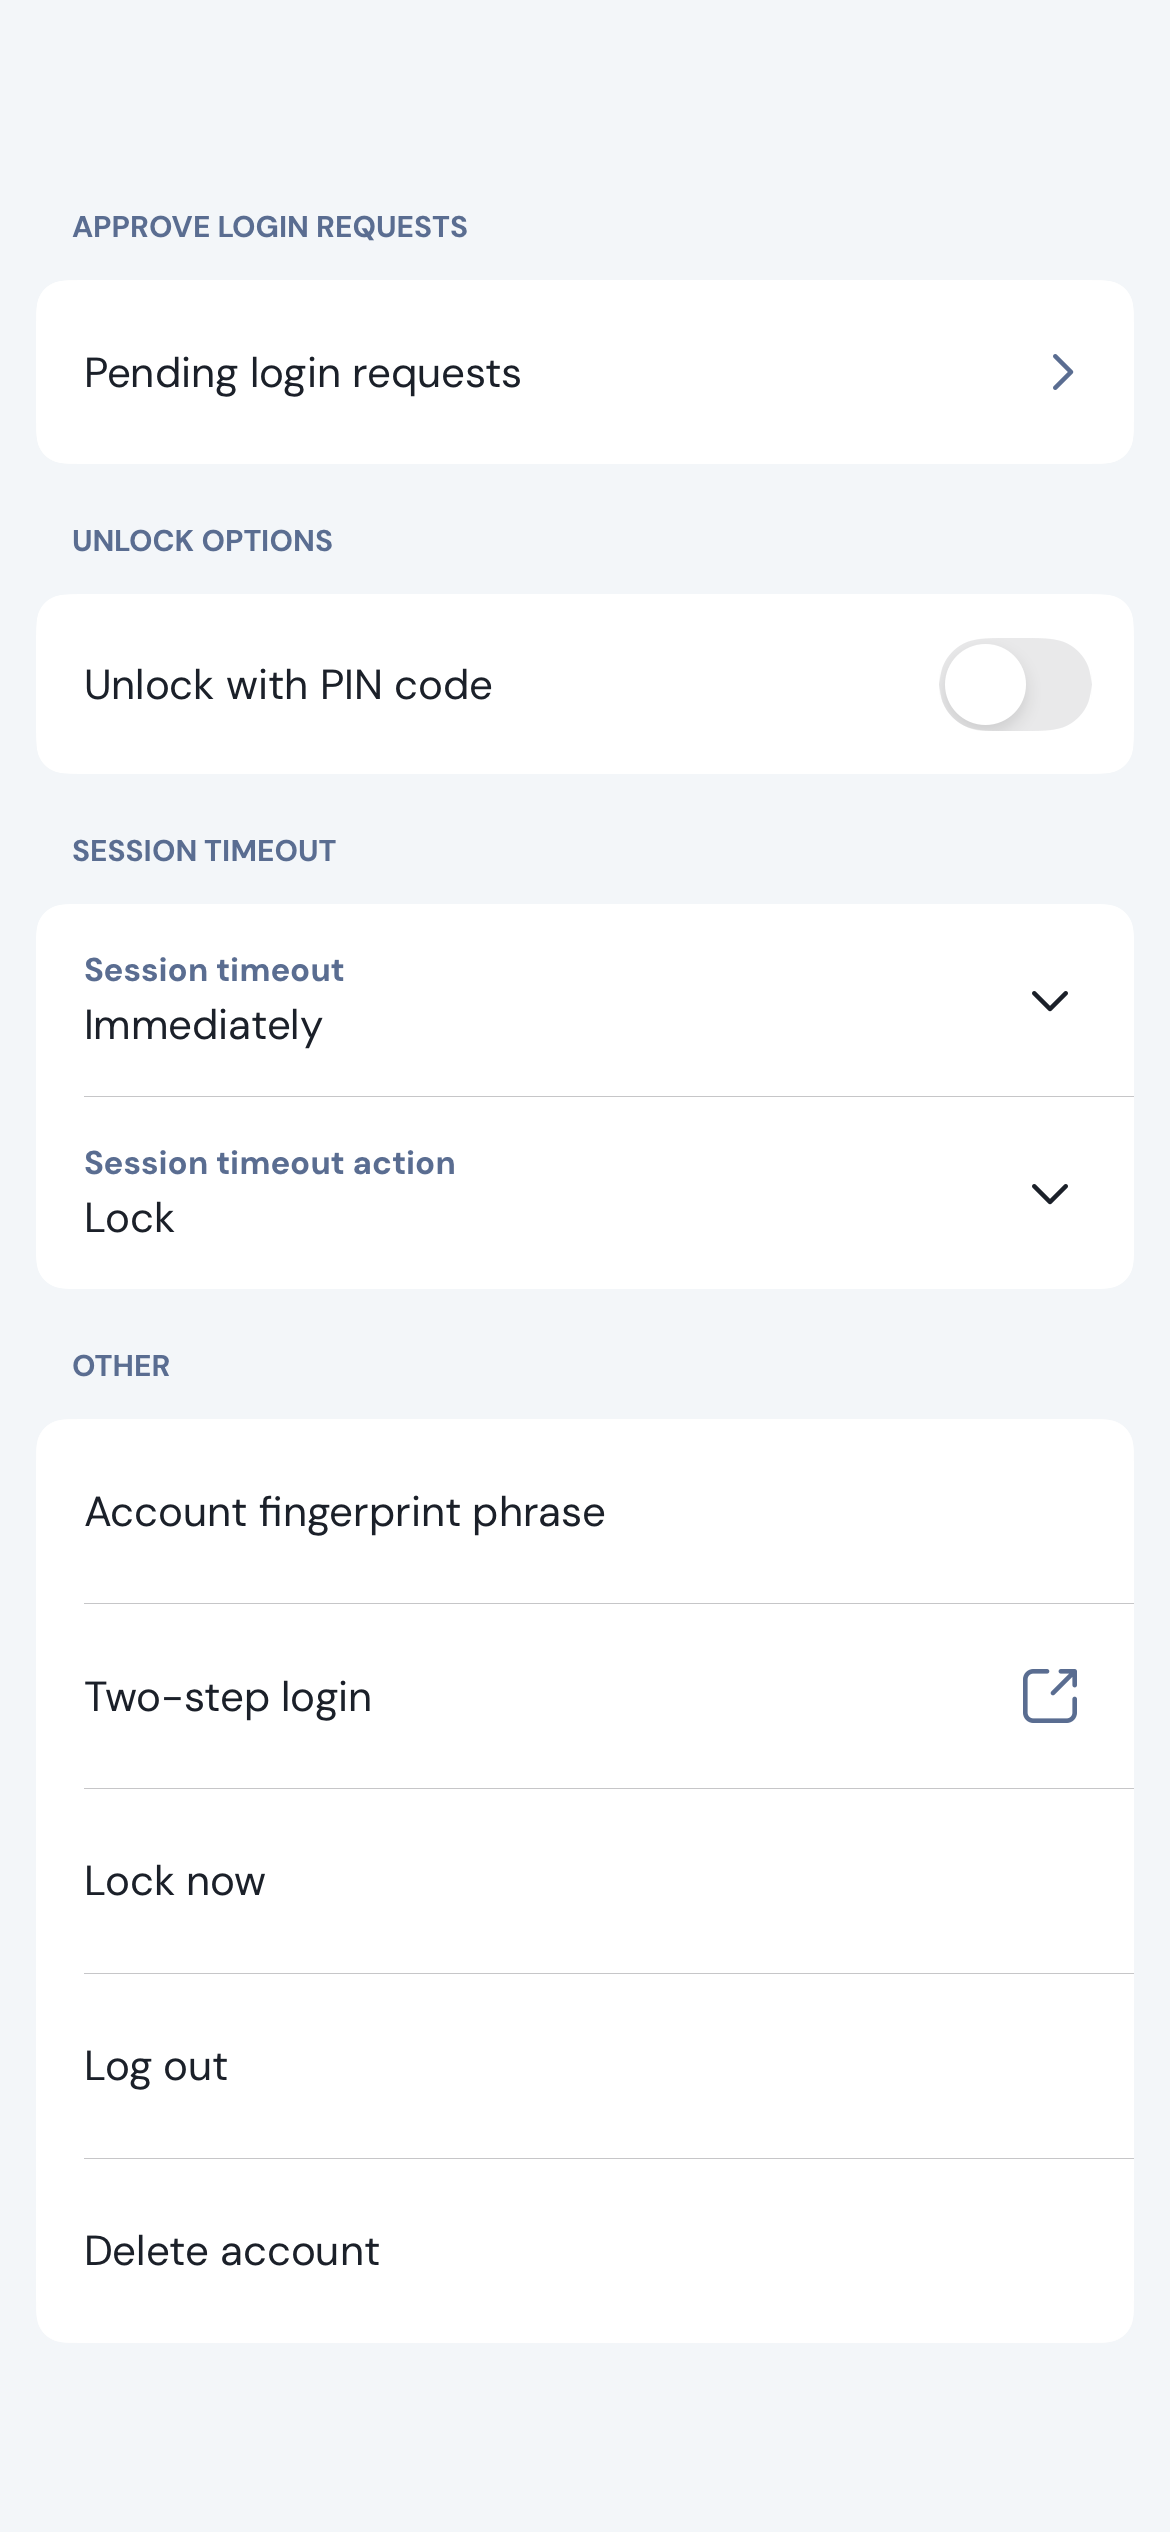 APPROVE LOGIN REQUESTS
Pending login requests
UNLOCK OPTIONS
Unlock with PIN code
SESSION TIMEOUT
Session timeout
Immediately
Session timeout action
Lock
OTHER
Account fingerprint phrase
Two-step login
Lock now
Log out
Delete account